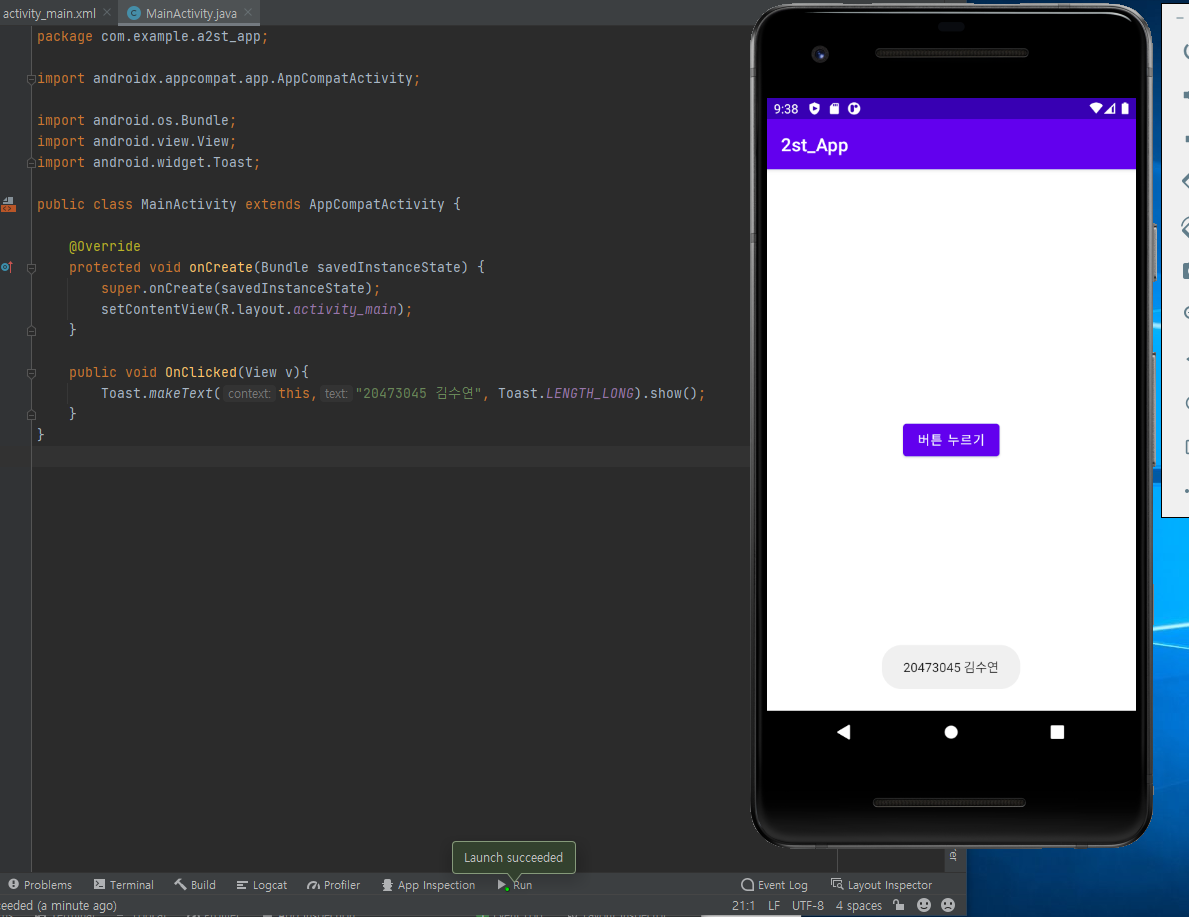 activity_main.xml
MainActivity.java
package com.example.a2st_app;
import androidx.appcompat.app.AppCompatActivity;
import android.os.Bundle;
import android.view.View;
import android.widget.Toast;
public class MainActivity extends AppCompatActivity {
@Override
protected void onCreate(Bundle savedInstanceState) {
super.onCreate(savedInstanceState);
setContentView(R.layout.activity_main);
}
public void OnClicked(View v){
Toast.makeText( context: this, text: "20473045 김수연", Toast.LENGTH_LONG).show();
}
}
9:38
2st_App
버튼 누르기
20473045 김수연
Launch succeeded
Problems
Terminal
Build
Logcat
Profiler
App Inspection
Run
Event Log
Layout Inspector
(a minute ago)
21:1
LF
UTF-8
4 spaces